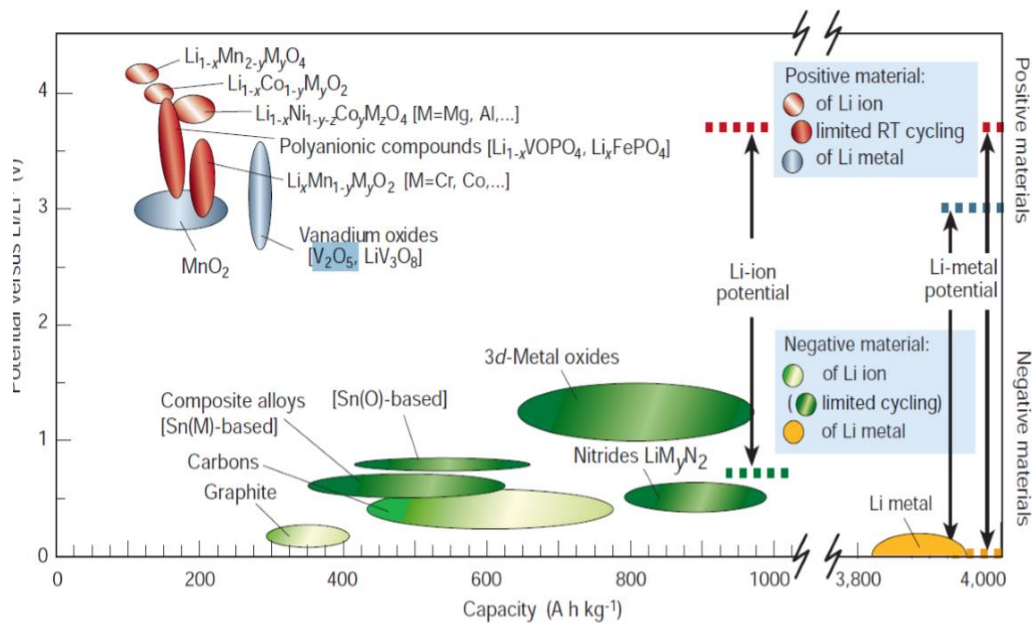 Li1-xMn2-yMyO4
Li1-xCo1-yMyO2
Li1-xNi1-y-zCoyMzO4 [M=Mg, Al,...]
Polyanionic compounds [Li1-xVOPO4, LixFePO4]
LixMn1-yMyO2 [M=Cr, Co,...]
Vanadium oxides
[V2O5, LiV3O8]
MnO2
Positive material:
of Li ion
limited RT cycling
of Li metal
Li-ion
potential
Li-metal
potential
3d-Metal oxides
Composite alloys
[Sn(M)-based]
[Sn(O)-based]
Carbons
Graphite
Nitrides LiMyN2
Negative material:
of Li ion
( limited cycling)
of Li metal
Li metal
Positive materials
Negative materials
4
3
2
1
0
0 200 400 600 800 1000 3,800 4,000
Capacity (A h kg-1)